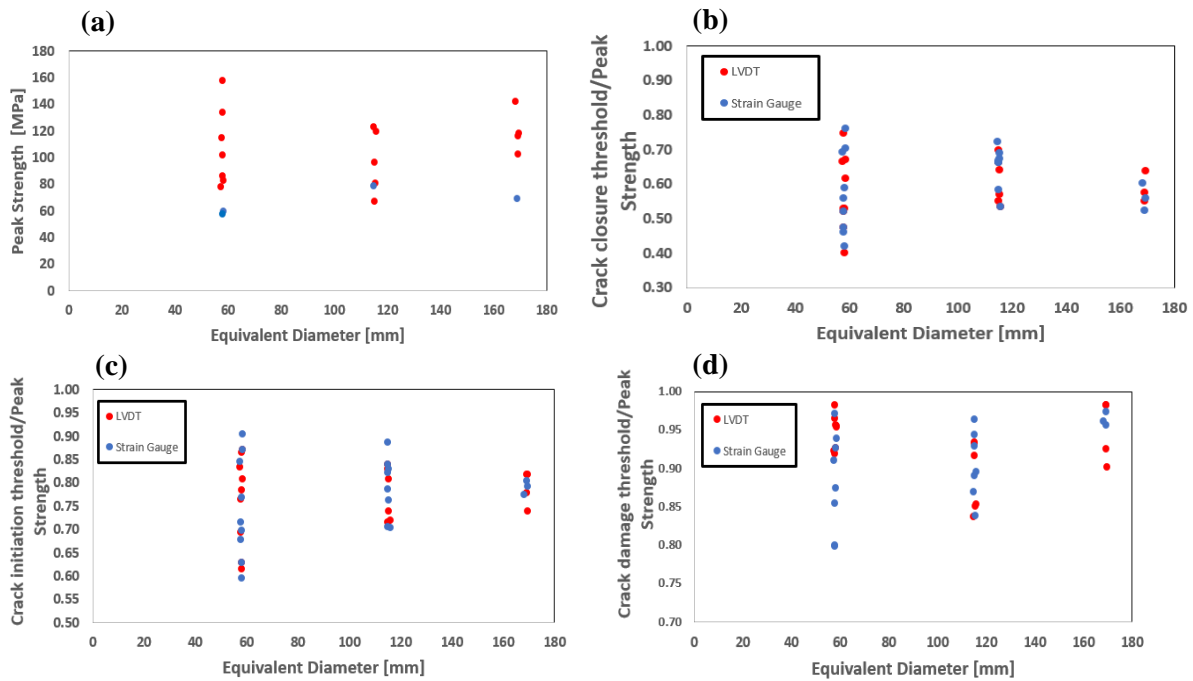 (a)
180
160
140
120
100
80
60
40
20
0
Peak Strength [MPa]
0 20 40 60 80 100 120 140 160 180
Equivalent Diameter [mm]
(b)
1.00
0.90
0.80
0.70
0.60
0.50
0.40
0.30
Crack closure threshold/Peak
Strength
LVDT
Strain Gauge
0 20 40 60 80 100 120 140 160 180
Equivalent Diameter [mm]
(c)
1.00
0.95
0.90
0.85
0.80
0.75
0.70
0.65
0.60
0.55
0.50
Crack initiation threshold/Peak
Strength
LVDT
Strain Gauge
0 20 40 60 80 100 120 140 160 180
Equivalent Diameter [mm]
(d)
1.00
0.95
0.90
0.85
0.80
0.75
0.70
Crack damage threshold/Peak
Strength
LVDT
Strain Gauge
0 20 40 60 80 100 120 140 160 180
Equivalent Diameter [mm]